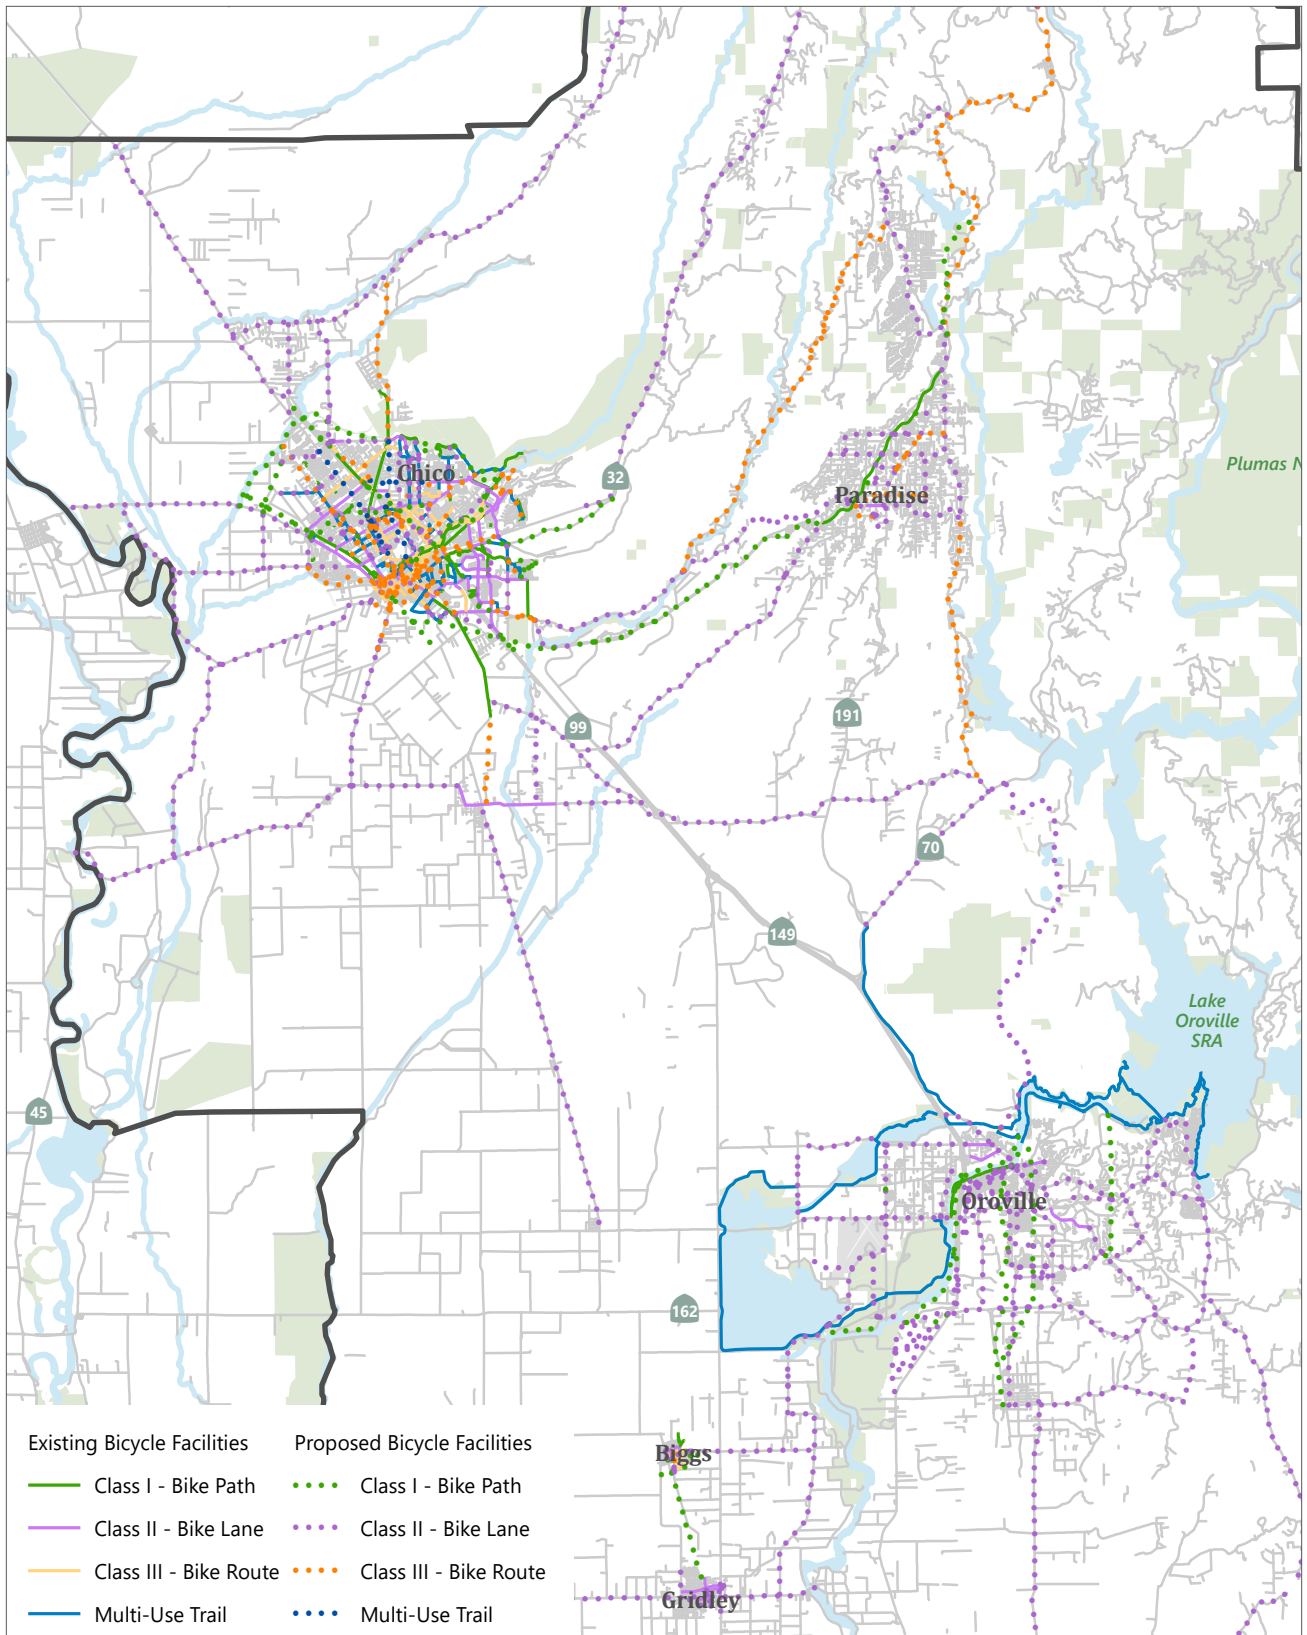 Chico
32
Plumas N
Paradise
99
191
70
149
Lake
Oroville
SRA
45
Oroville
162
Biggs
Gridley
Existing Bicycle Facilities
Class I - Bike Path
Class II - Bike Lane
Class III - Bike Route
Multi-Use Trail
Proposed Bicycle Facilities
Class I - Bike Path
Class II - Bike Lane
Class III - Bike Route
Multi-Use Trail